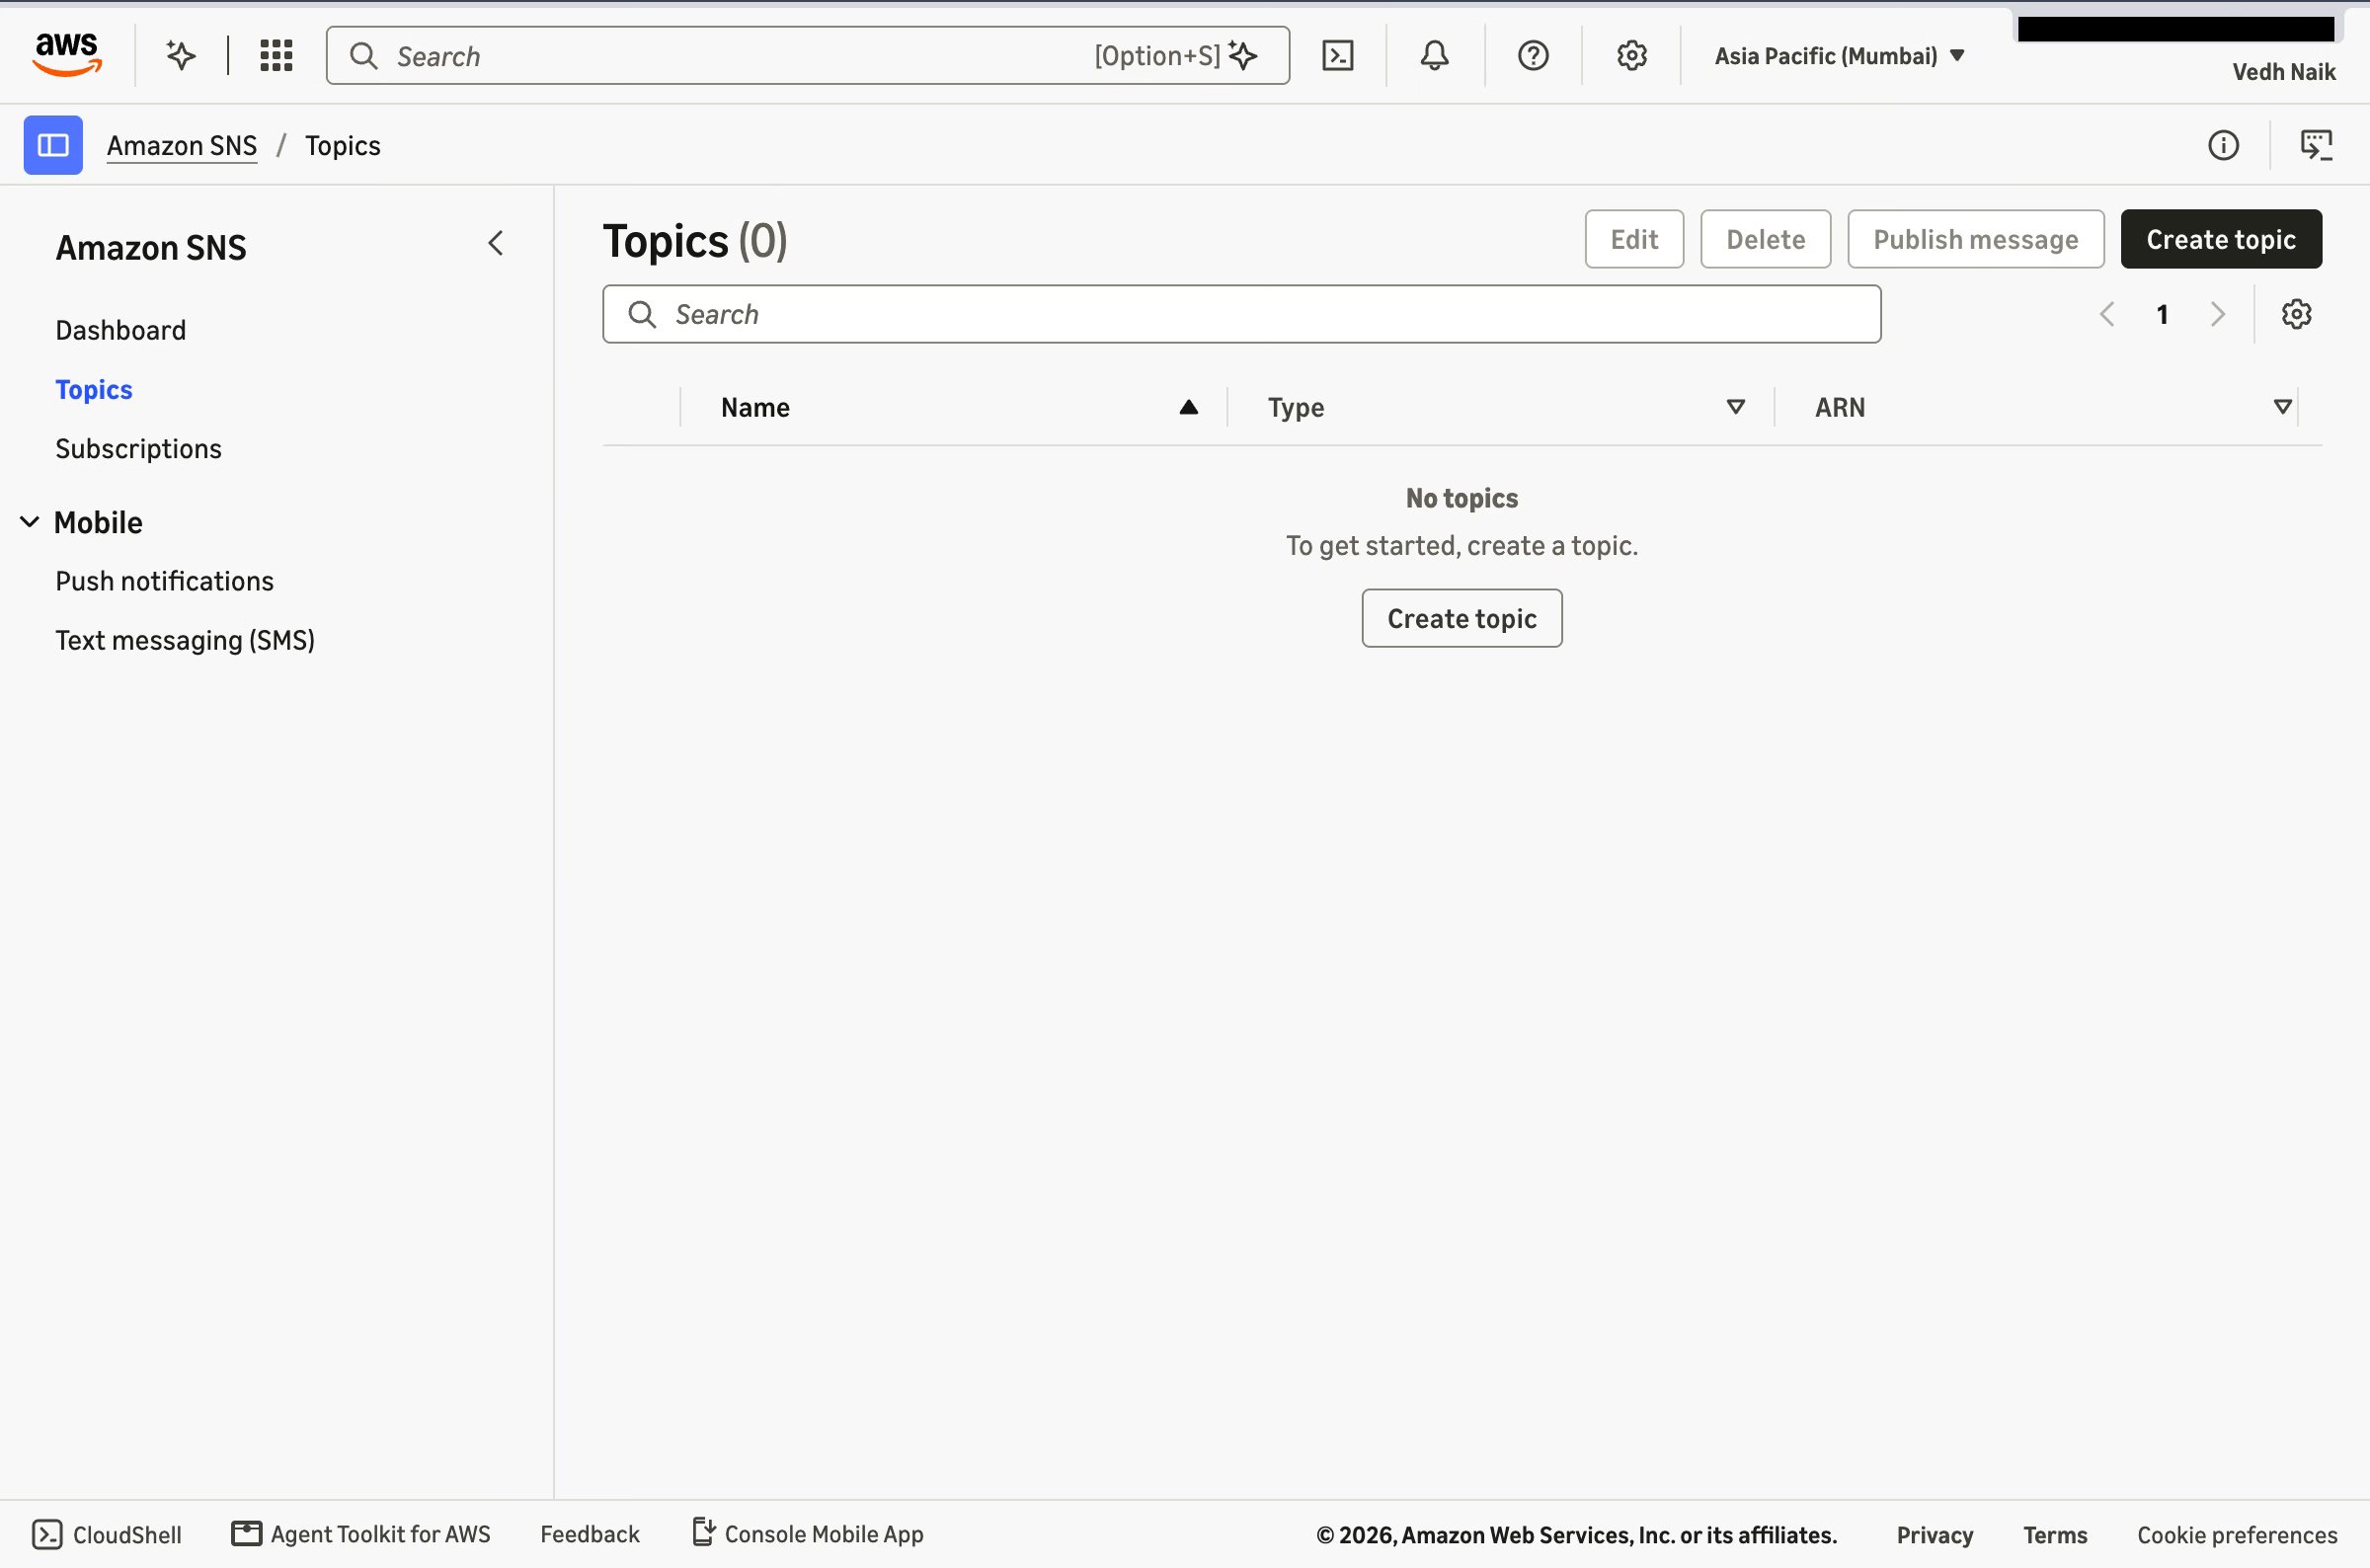 aws
Search [Option+S]
Asia Pacific (Mumbai)
Vedh Naik
Amazon SNS / Topics
Amazon SNS
Dashboard
Topics
Subscriptions
Mobile
Push notifications
Text messaging (SMS)
Topics (0)
Edit
Delete
Publish message
Create topic
Search
1
Name
Type
ARN
No topics
To get started, create a topic.
Create topic
CloudShell
Agent Toolkit for AWS
Feedback
Console Mobile App
© 2026, Amazon Web Services, Inc. or its affiliates.
Privacy
Terms
Cookie preferences